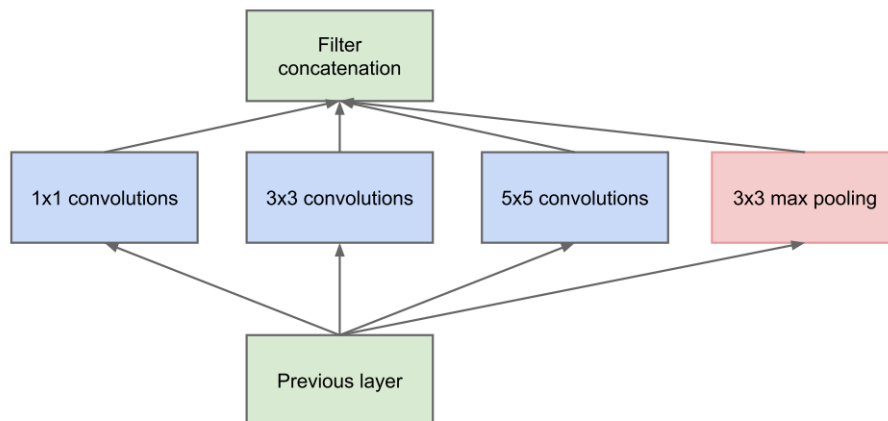 Filter
concatenation
1x1 convolutions
3x3 convolutions
5x5 convolutions
3x3 max pooling
Previous layer